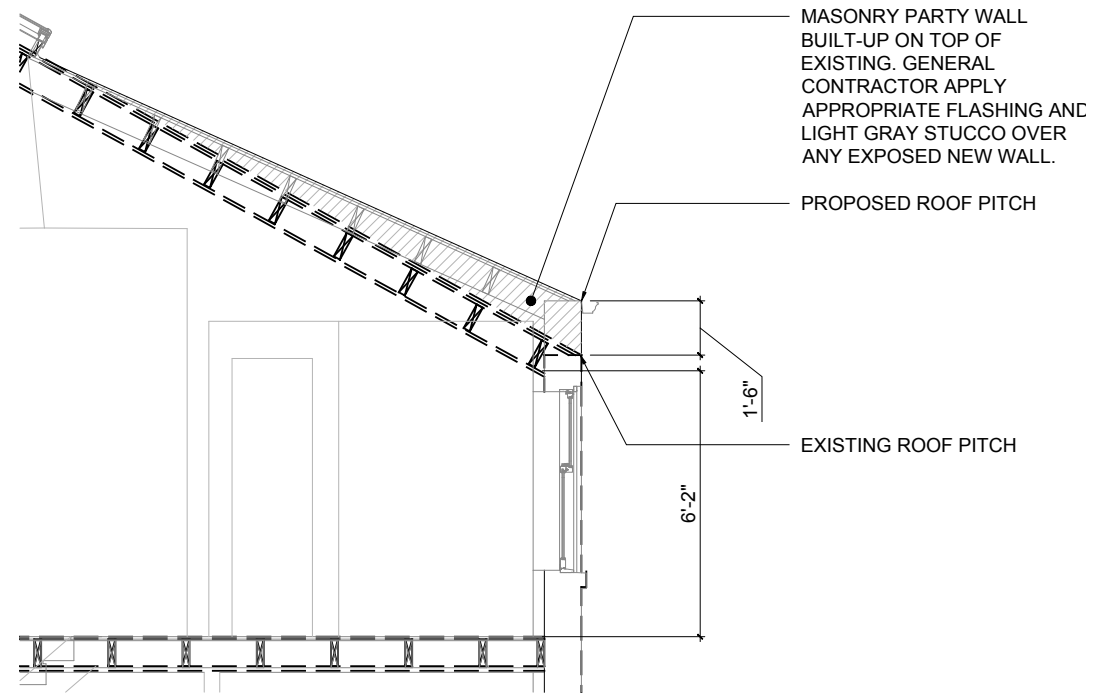 MASONRY PARTY WALL
BUILT-UP ON TOP OF
EXISTING. GENERAL
CONTRACTOR APPLY
APPROPRIATE FLASHING AND
LIGHT GRAY STUCCO OVER
ANY EXPOSED NEW WALL.
PROPOSED ROOF PITCH
1'-6"
EXISTING ROOF PITCH
6'-2"